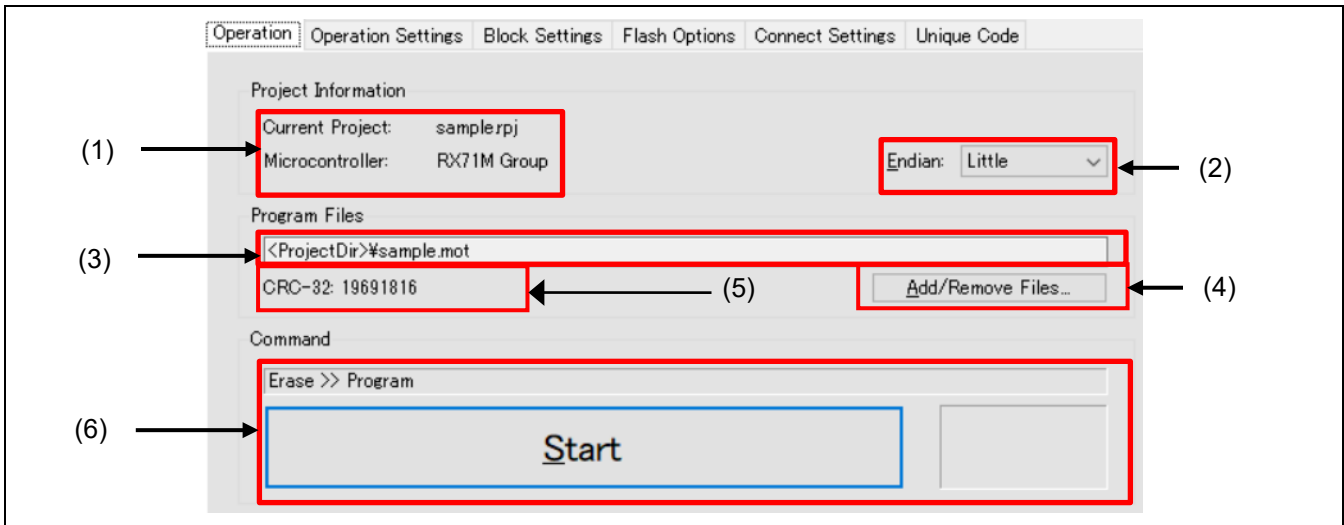 Operation Operation Settings Block Settings Flash Options Connect Settings Unique Code
Project Information
(1)
Current Project: sample.rpj
Microcontroller: RX71M Group
Endian: Little
(2)
Program Files
(3)
<ProjectDir>¥sample.mot
CRC-32: 19691816
(5)
Add/Remove Files...
(4)
Command
Erase >> Program
(6)
Start